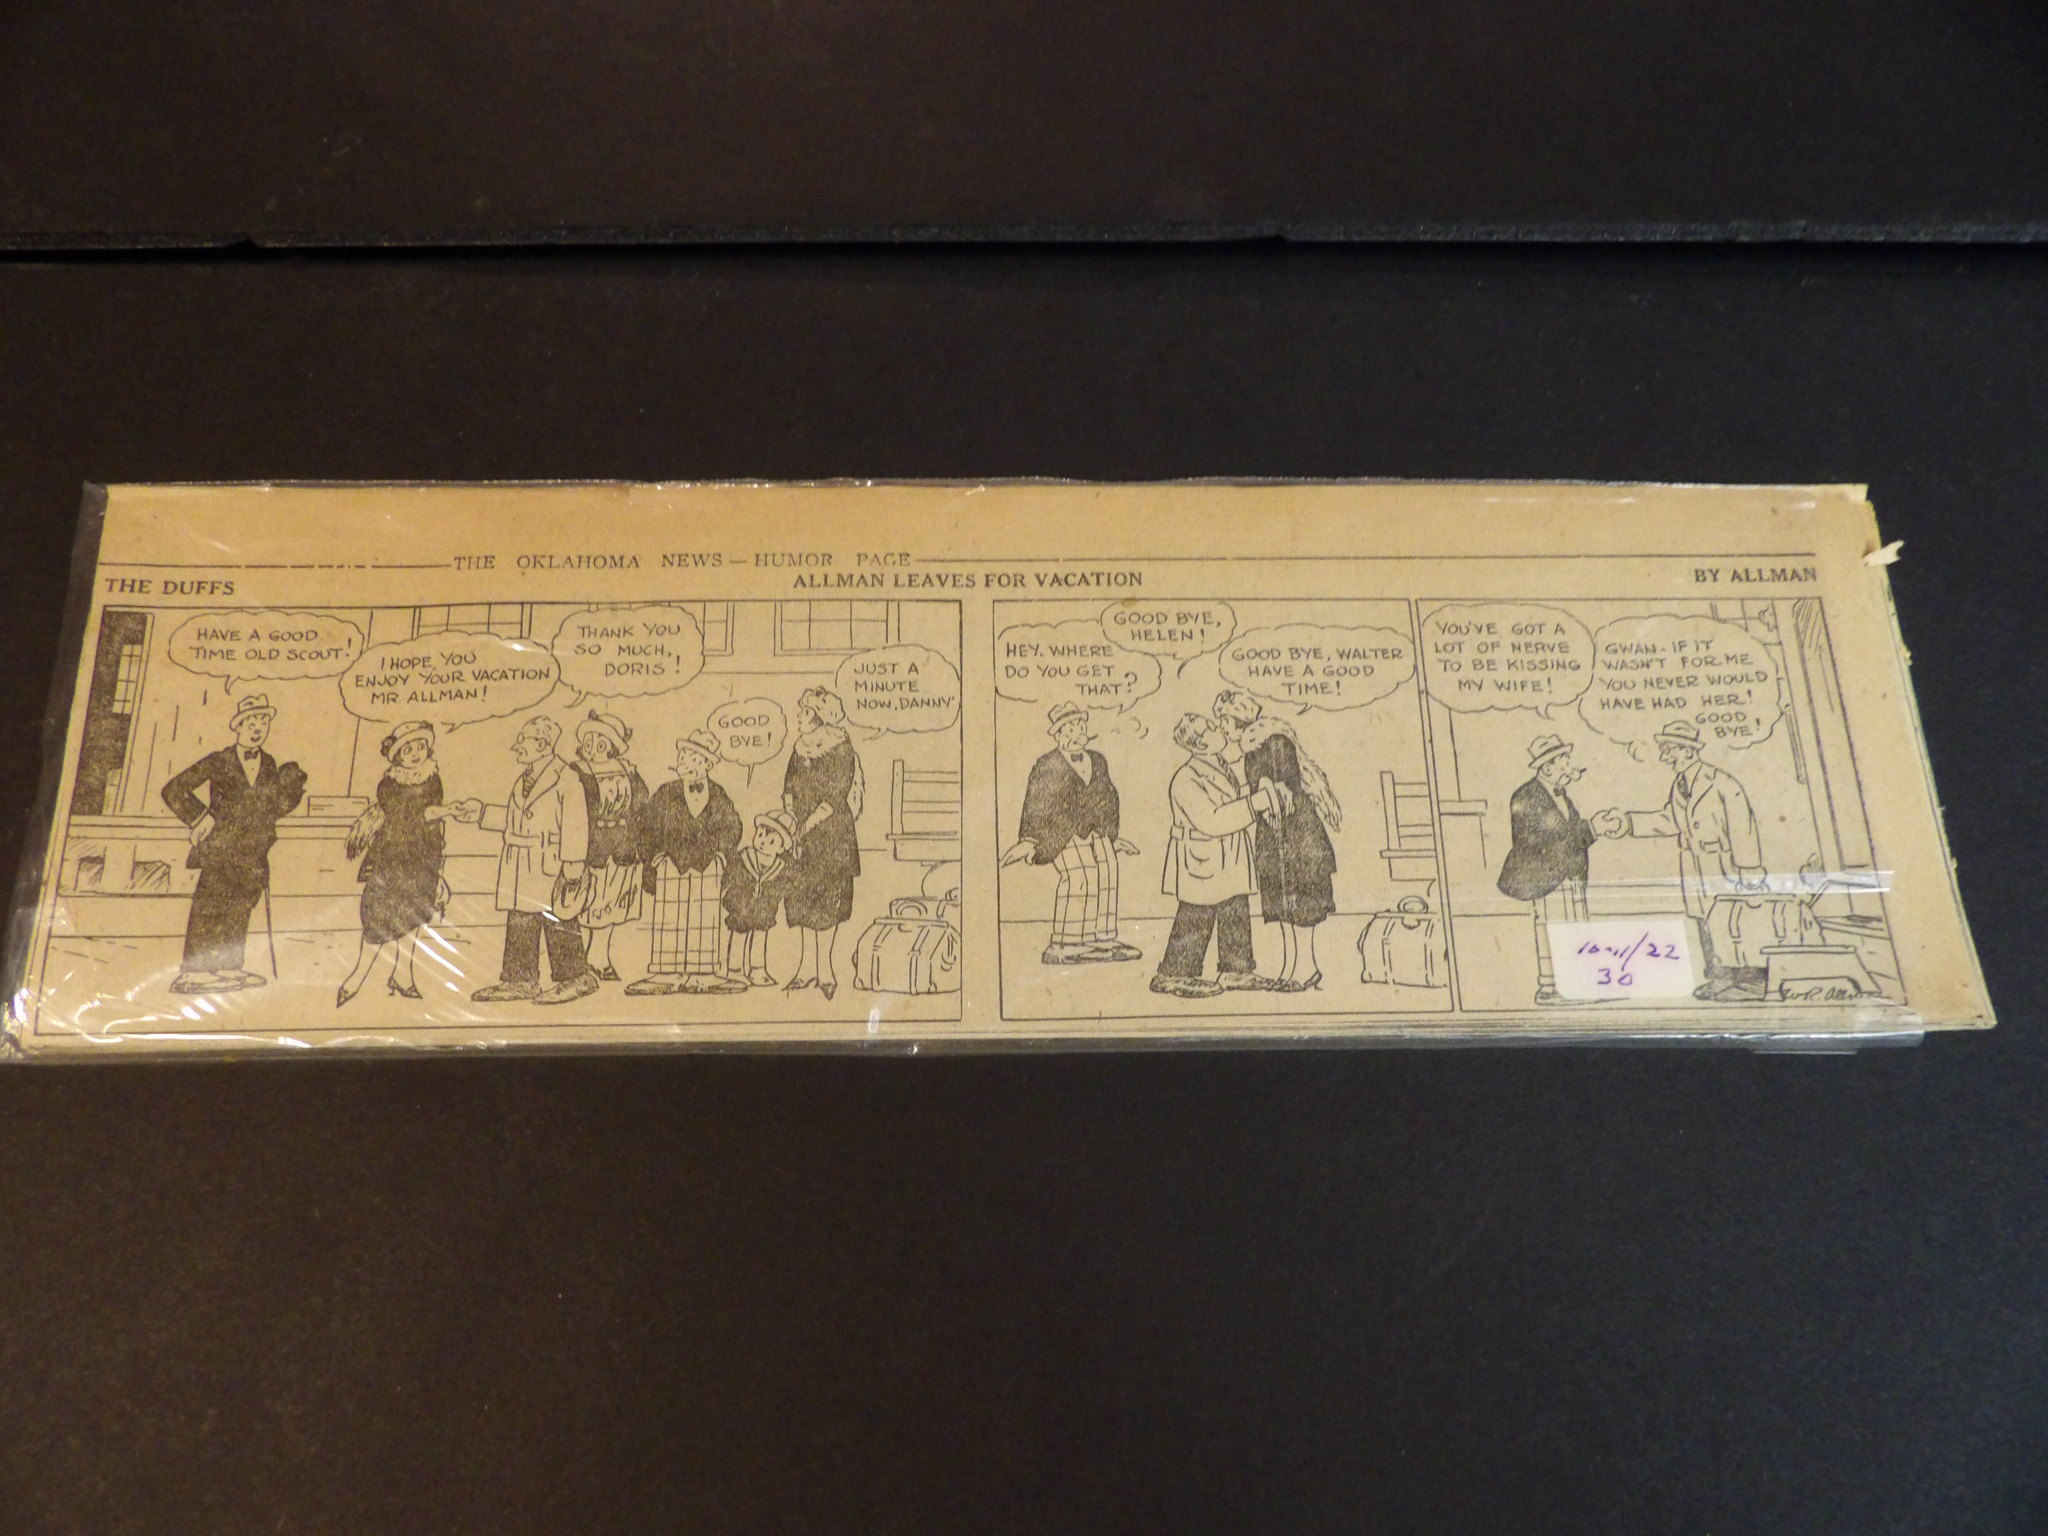 THE OKLAHOMA NEWS — HUMOR PAGE
THE DUFFS
ALLMAN LEAVES FOR VACATION
BY ALLMAN
HAVE A GOOD
TIME OLD SCOUT!
I HOPE YOU
ENJOY YOUR VACATION
MR ALLMAN!
THANK YOU
SO MUCH,
DORIS!
GOOD
BYE!
JUST A
MINUTE
NOW, DANNY
HEY. WHERE
DO YOU GET
THAT?
GOOD BYE,
HELEN!
GOOD BYE, WALTER
HAVE A GOOD
TIME!
YOU'VE GOT A
LOT OF NERVE
TO BE KISSING
MY WIFE!
GWAN - IF IT
WASN'T FOR ME
YOU NEVER WOULD
HAVE HAD HER!
GOOD
BYE!
/22
30